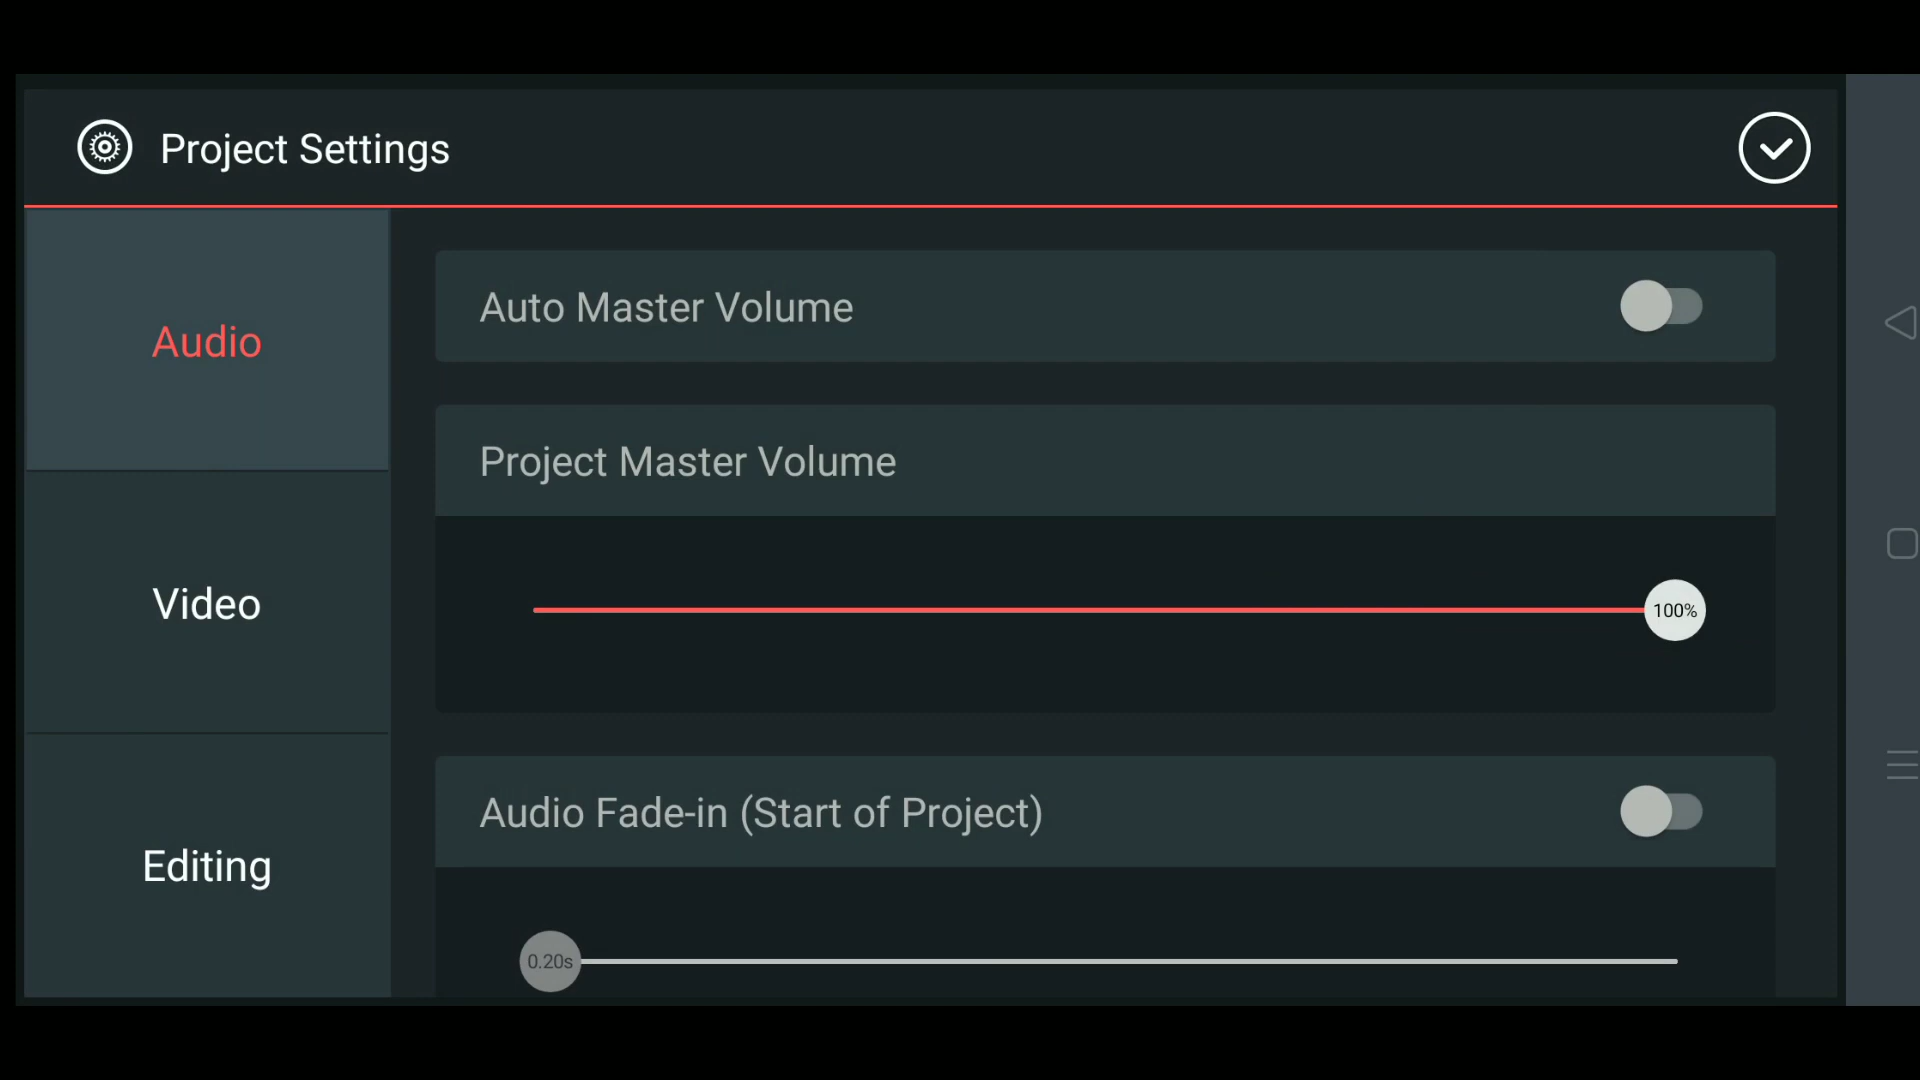 Project Settings
Audio
Video
Editing
Auto Master Volume
Project Master Volume
100%
Audio Fade-in (Start of Project)
0.20s